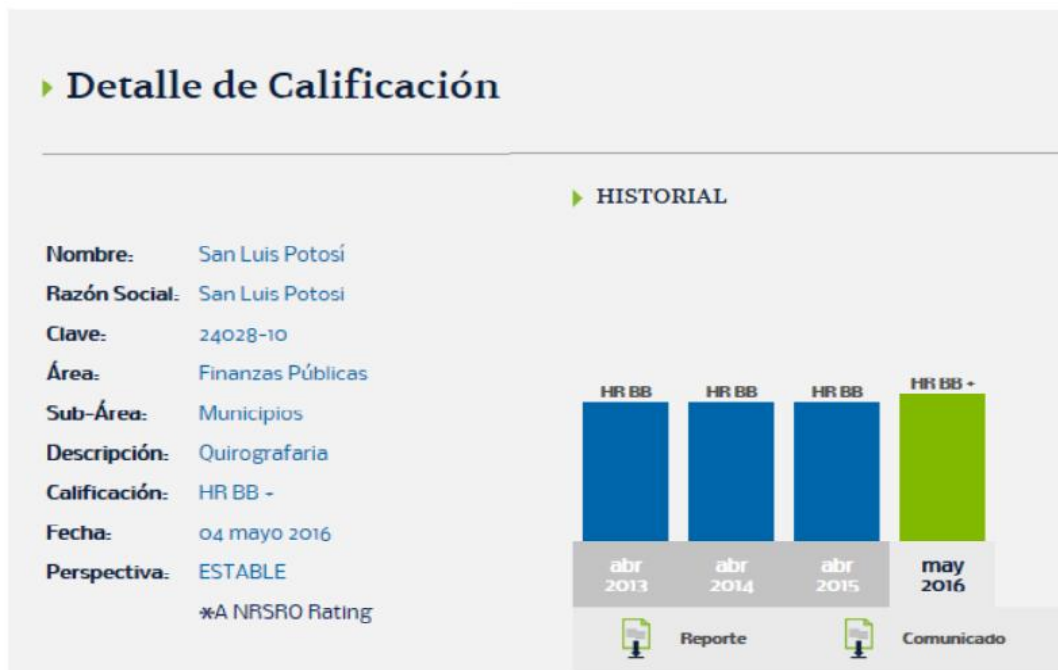 Detalle de Calificación
HISTORIAL
Nombre: San Luis Potosí
Razón Social: San Luis Potosi
Clave: 24028-10
Área: Finanzas Públicas
Sub-Área: Municipios
Descripción: Quirografaria
Calificación: HR BB +
Fecha: 04 mayo 2016
Perspectiva: ESTABLE
*A NRSRO Rating
HR BB HR BB HR BB HR BB +
abr abr abr may
2013 2014 2015 2016
Reporte Comunicado